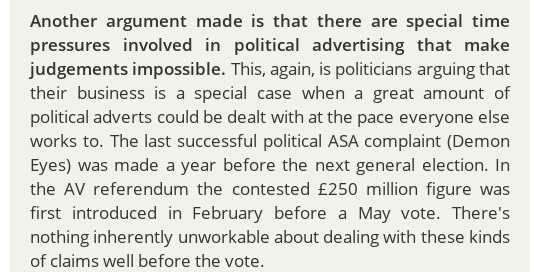 Another argument made is that there are special time
pressures involved in political advertising that make
judgements impossible. This, again, is politicians arguing that
their business is a special case when a great amount of
political adverts could be dealt with at the pace everyone else
works to. The last successful political ASA complaint (Demon
Eyes) was made a year before the next general election. In
the AV referendum the contested £250 million figure was
first introduced in February before a May vote. There's
nothing inherently unworkable about dealing with these kinds
of claims well before the vote.